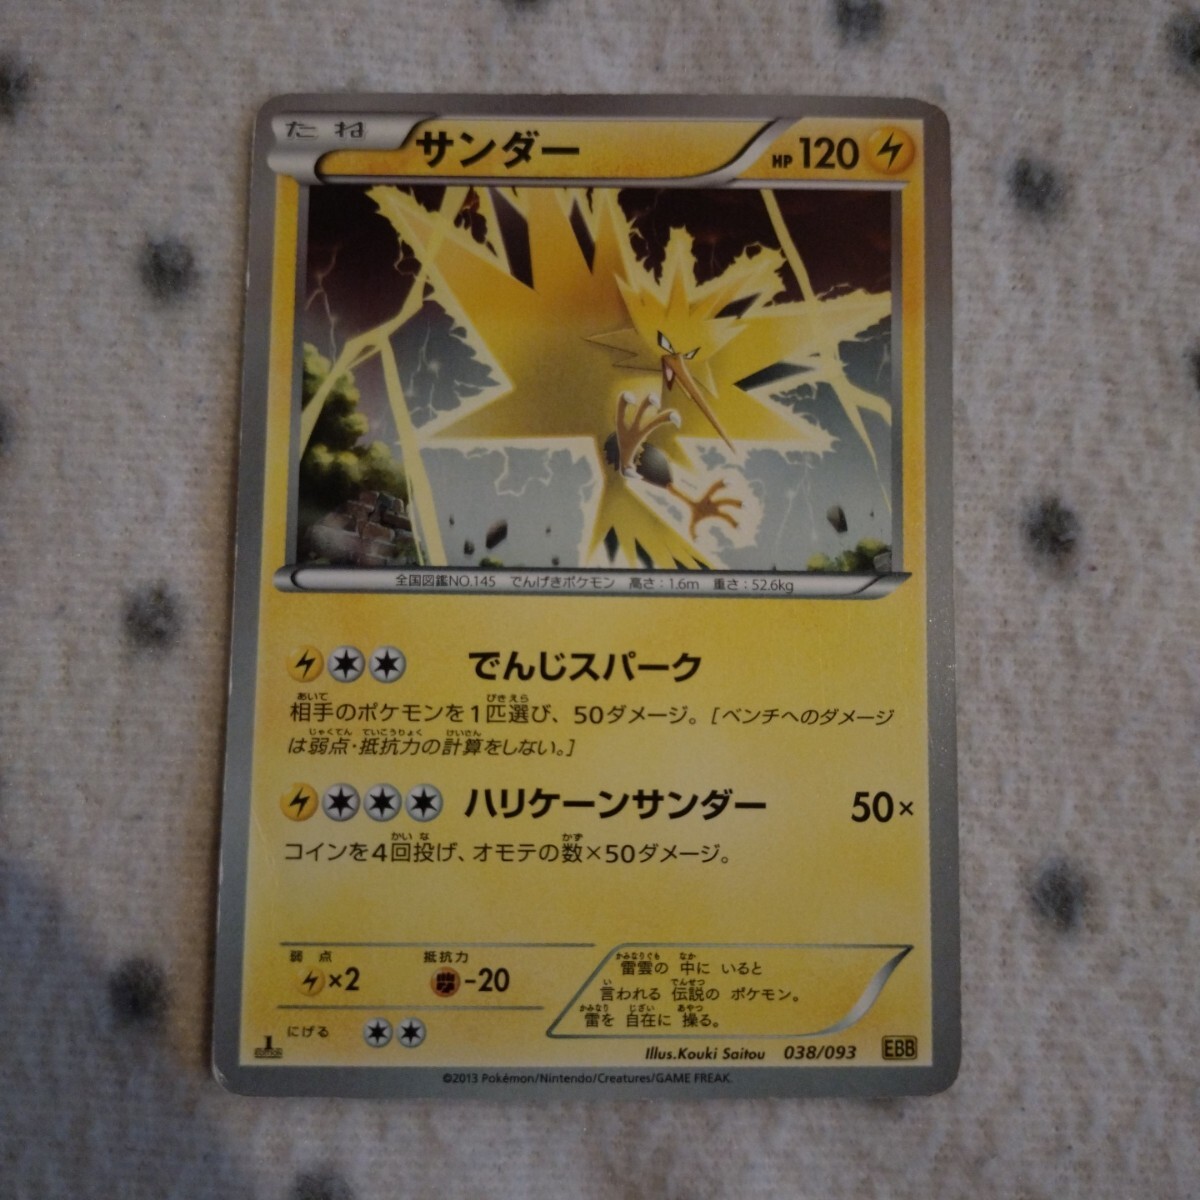 たね サンダー HP 120
全国図鑑NO.145 でんげきポケモン 高さ:1.6m 重さ:52.6kg
でんじスパーク
相手のポケモンを1匹選び、50ダメージ。[ベンチへのダメージ
は弱点・抵抗力の計算をしない。]
ハリケーンサンダー 50×
コインを4回投げ、オモテの数×50ダメージ。
弱点 抵抗力
×2 -20
にげる
雷雲の 中に いると
言われる 伝説の ポケモン。
雷を 自在に 操る。
Illus.Kouki Saitou 038/093 EBB
©2013 Pokémon/Nintendo/Creatures/GAME FREAK.